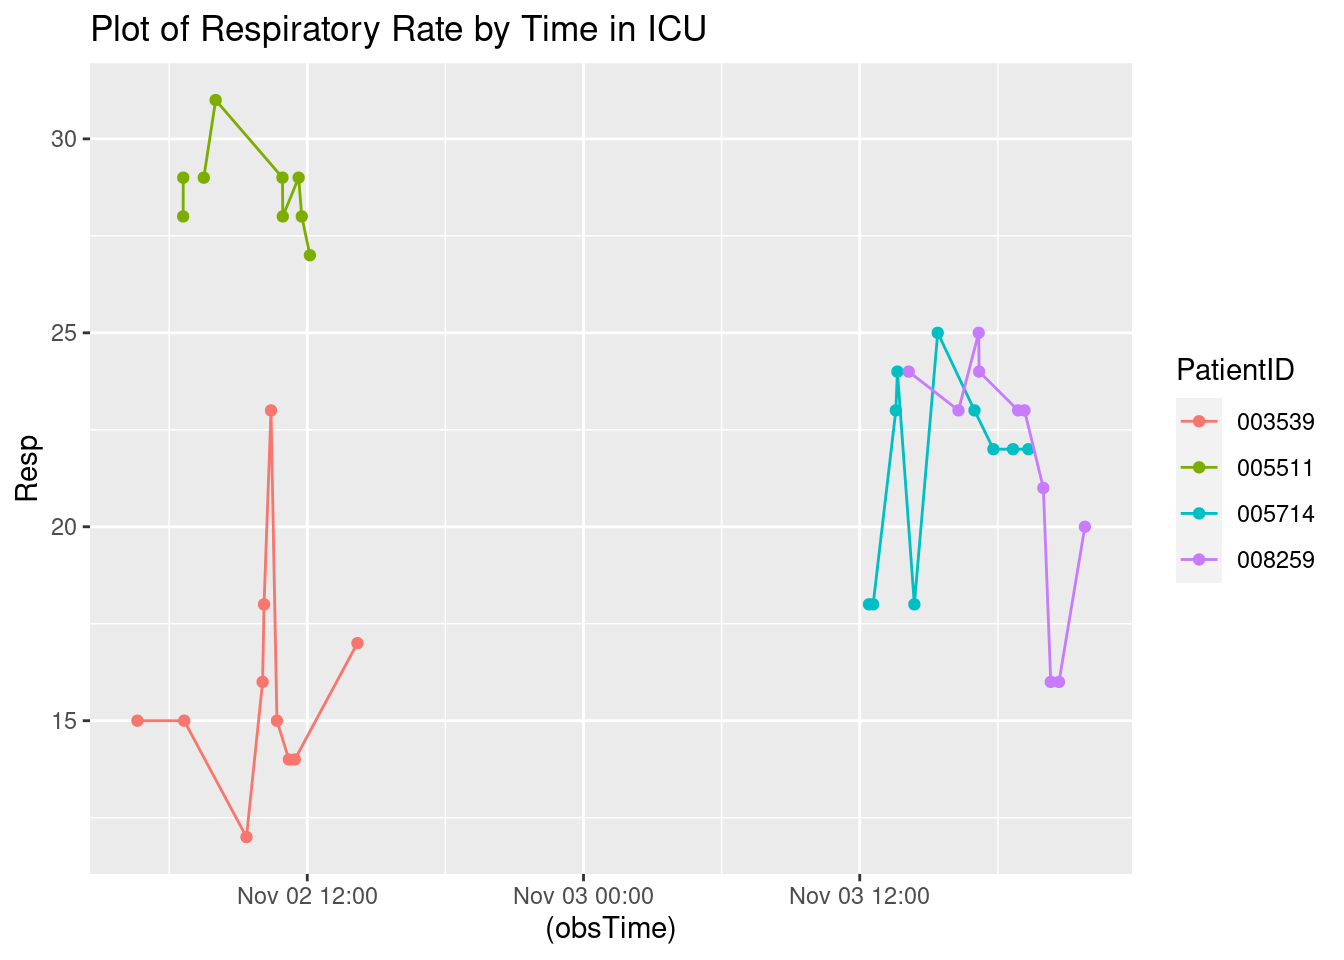 Plot of Respiratory Rate by Time in ICU
30
25
20
15
Resp
Nov 02 12:00
Nov 03 00:00
Nov 03 12:00
(obsTime)
PatientID
003539
005511
005714
008259